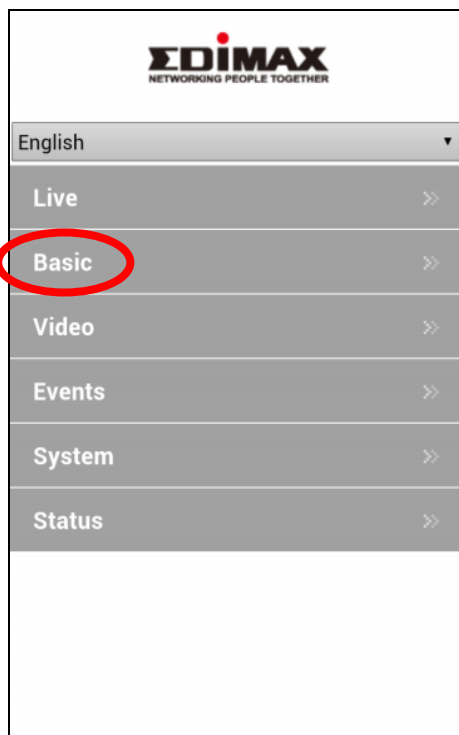 EDIMAX
NETWORKING PEOPLE TOGETHER
English
Live
Basic
Video
Events
System
Status